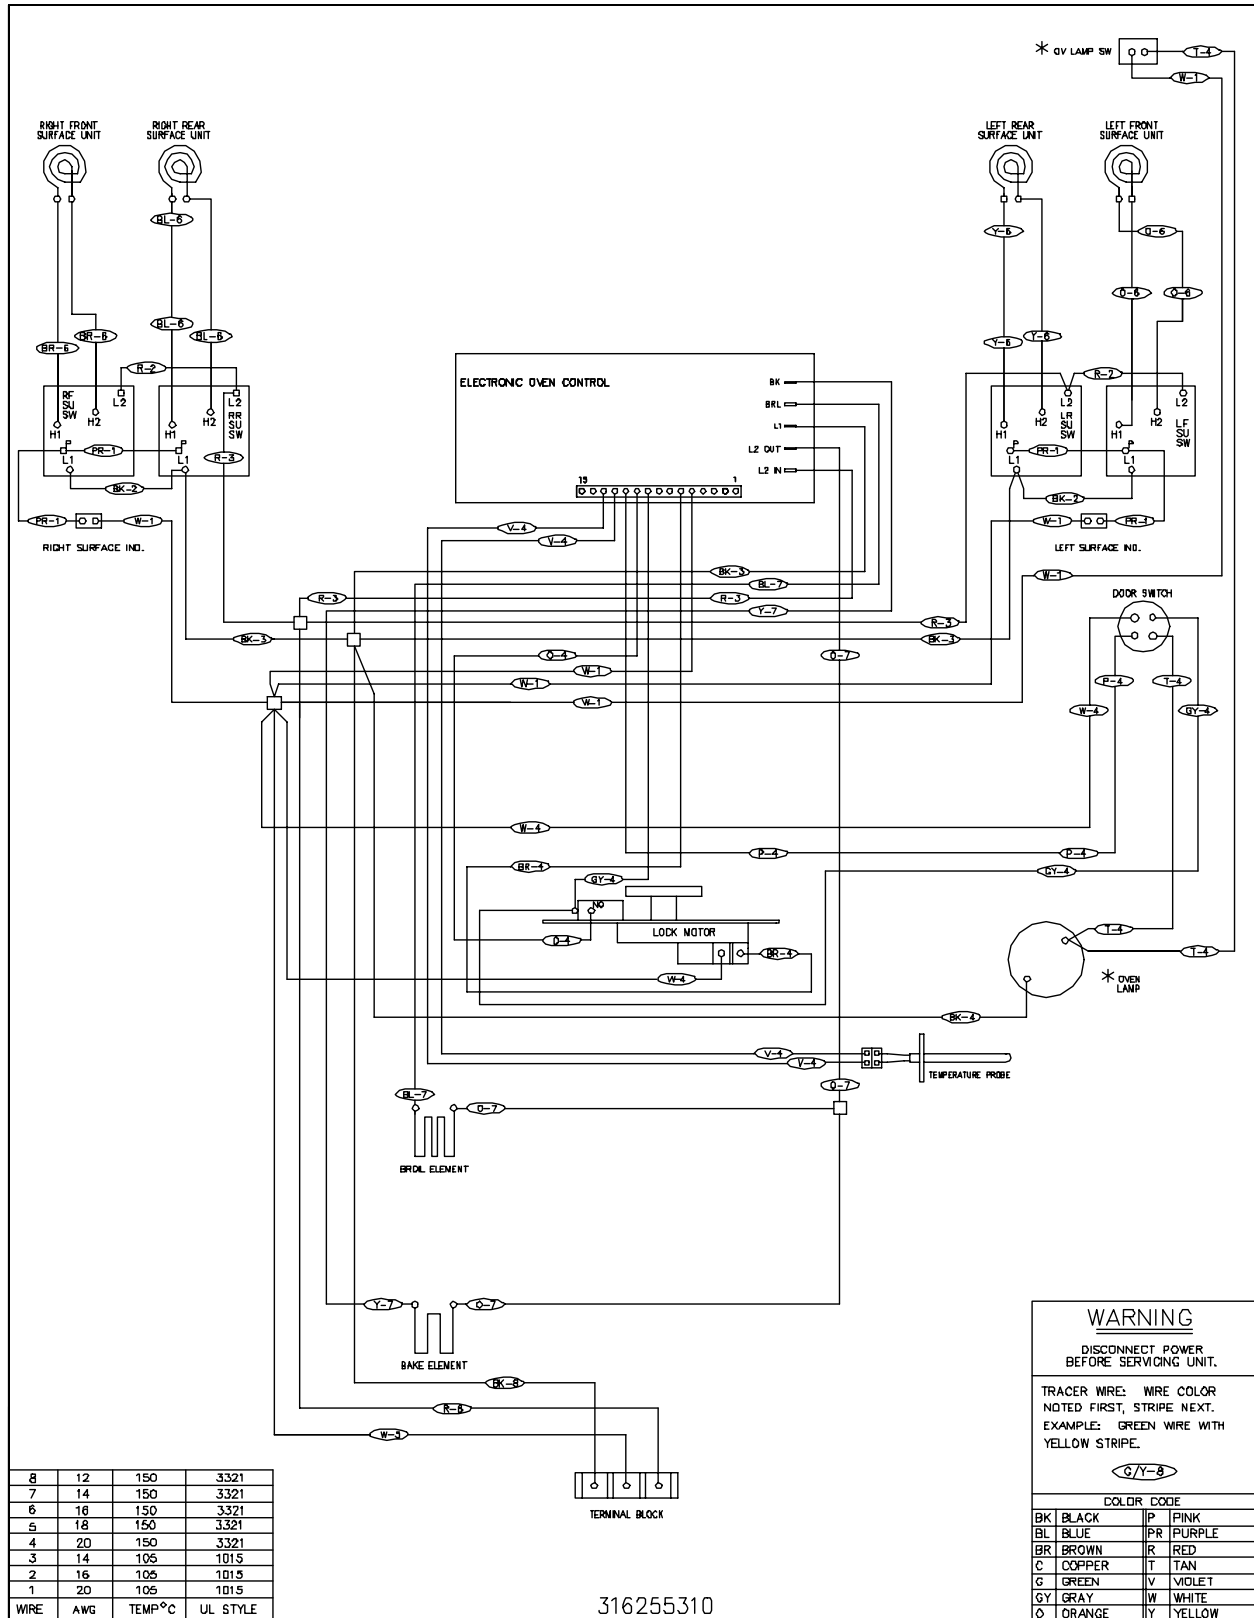 OV LAMP SW
T-4
W-1
RIGHT FRONT
SURFACE UNIT
RIGHT REAR
SURFACE UNIT
LEFT REAR
SURFACE UNIT
LEFT FRONT
SURFACE UNIT
BL-6
Y-6
O-6
O-6
O-6
BL-6
BL-6
BR-6
BR-6
Y-6
Y-6
R-2
R-2
ELECTRONIC OVEN CONTROL
BK
BRL
L1
L2 OUT
L2 IN
15
1
RF
SU
SW
L2
H1
H2
P
L1
RR
SU
SW
L2
H1
H2
P
L1
LR
SU
SW
L2
H1
H2
P
L1
LF
SU
SW
L2
H1
H2
P
L1
PR-1
R-3
PR-1
BK-2
BK-2
PR-1
W-1
W-1
PR-1
RIGHT SURFACE IND.
LEFT SURFACE IND.
V-4
V-4
BK-3
BL-7
W-1
R-3
R-3
Y-7
DOOR SWITCH
R-3
BK-3
BK-3
O-4
O-7
W-1
W-1
P-4
T-4
W-1
W-4
GY-4
W-4
P-4
P-4
BR-4
GY-4
GY-4
NO
LOCK MOTOR
O-4
BR-4
T-4
T-4
W-4
OVEN
LAMP
BK-4
V-4
V-4
TEMPERATURE PROBE
O-7
BL-7
O-7
BROIL ELEMENT
Y-7
O-7
BAKE ELEMENT
BK-8
R-8
W-5
TERMINAL BLOCK
WARNING
DISCONNECT POWER
BEFORE SERVICING UNIT.
TRACER WIRE: WIRE COLOR
NOTED FIRST, STRIPE NEXT.
EXAMPLE: GREEN WIRE WITH
YELLOW STRIPE.
G/Y-8
COLOR CODE
BK BLACK P PINK
BL BLUE PR PURPLE
BR BROWN R RED
C COPPER T TAN
G GREEN V VIOLET
GY GRAY W WHITE
O ORANGE Y YELLOW
8 12 150 3321
7 14 150 3321
6 16 150 3321
5 18 150 3321
4 20 150 3321
3 14 105 1015
2 16 105 1015
1 20 105 1015
WIRE AWG TEMP°C UL STYLE
316255310